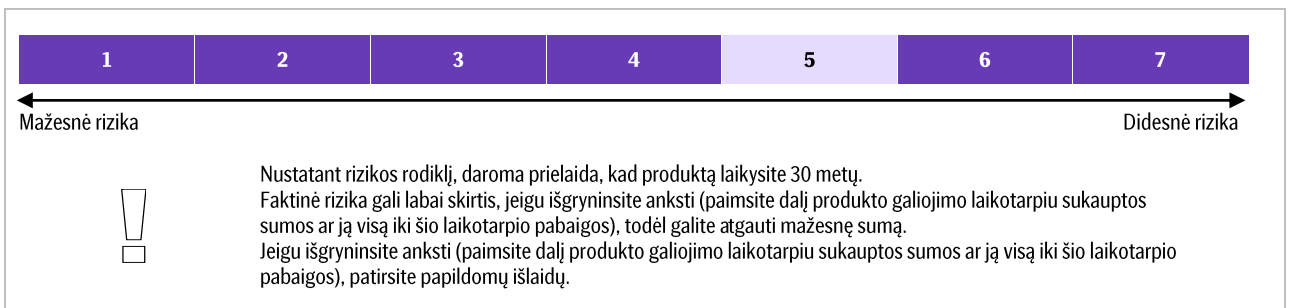 1 2 3 4 5 6 7
Mažesnė rizika Didesnė rizika
Nustatant rizikos rodiklį, daroma prielaida, kad produktą laikysite 30 metų.
Faktinė rizika gali labai skirtis, jeigu išgryninsite anksti (paimsite dalį produkto galiojimo laikotarpiu sukauptos
sumos ar ją visą iki šio laikotarpio pabaigos), todėl galite atgauti mažesnę sumą.
Jeigu išgryninsite anksti (paimsite dalį produkto galiojimo laikotarpiu sukauptos sumos ar ją visą iki šio laikotarpio
pabaigos), patirsite papildomų išlaidų.